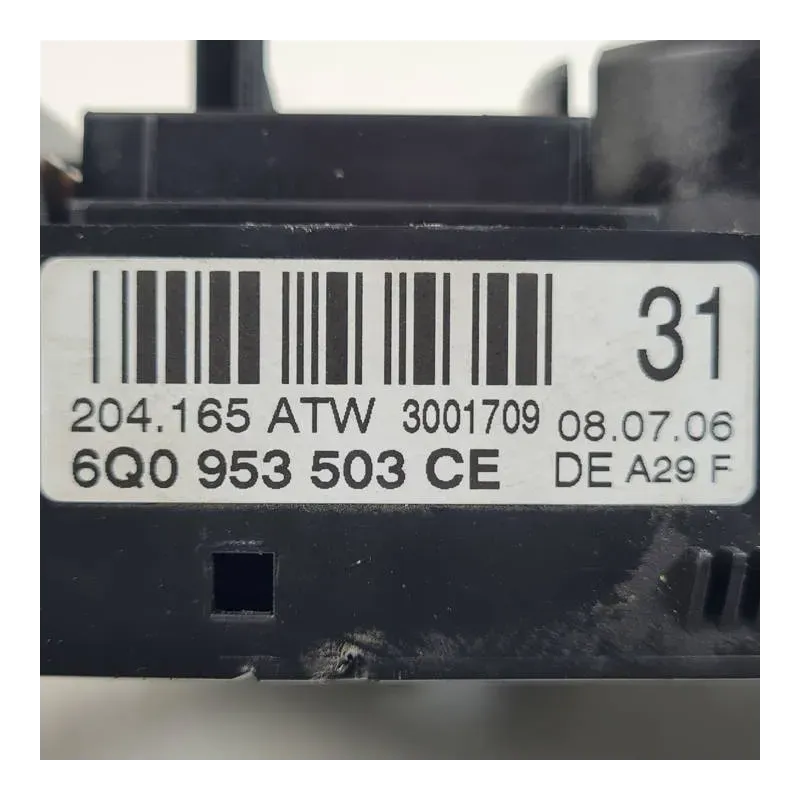 31
204.165 ATW 3001709 08.07.06
6Q0 953 503 CE DE A29 F